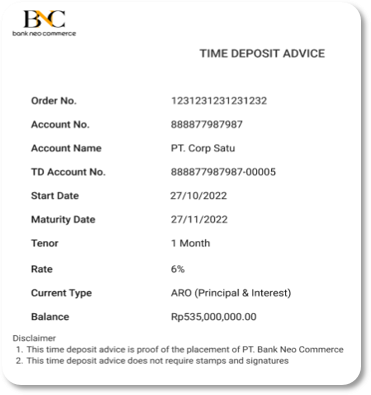 BNC
bank neo commerce
TIME DEPOSIT ADVICE
Order No. 1231231231231232
Account No. 888877987987
Account Name PT. Corp Satu
TD Account No. 888877987987-00005
Start Date 27/10/2022
Maturity Date 27/11/2022
Tenor 1 Month
Rate 6%
Current Type ARO (Principal & Interest)
Balance Rp535,000,000.00
Disclaimer
1. This time deposit advice is proof of the placement of PT. Bank Neo Commerce
2. This time deposit advice does not require stamps and signatures